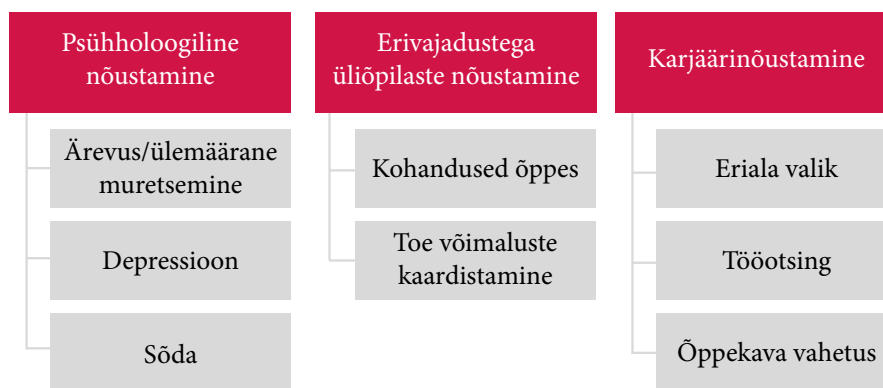 Psühholoogiline
nõustamine
Ärevus/ülemäärane
muretsemine
Depressioon
Sõda
Erivajadustega
üliõpilaste nõustamine
Kohandused õppes
Toe võimaluste
kaardistamine
Karjäärinõustamine
Eriala valik
Tööotsing
Õppekava vahetus